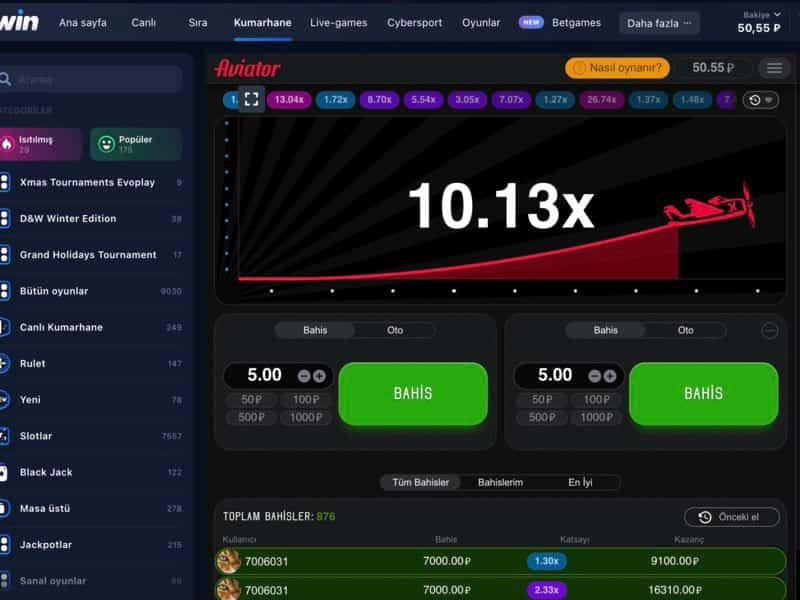 win Ana sayfa Canlı Sıra Kumarhane Live-games Cybersport Oyunlar NEW Betgames Daha fazla ··· Bakiye
50,55 ₽
Arama
Aviator Nasıl oynanır? 50.55 ₽
1. 13.04x 1.72x 8.70x 5.54x 3.05x 7.07x 1.27x 26.74x 1.37x 1.48x 7.
KATEGORİLER
Isıtılmış
29
Popüler
175
Xmas Tournaments Evoplay 9
D&W Winter Edition 38
Grand Holidays Tournament 17
Bütün oyunlar 9030
Canlı Kumarhane 249
Rulet 147
Yeni 78
Slotlar 7557
Black Jack 122
Masa üstü 278
Jackpotlar 215
Sanal oyunlar
10.13x
Bahis Oto
5.00
BAHİS
50₽ 100₽
500₽ 1000₽
Bahis Oto
5.00
BAHİS
50₽ 100₽
500₽ 1000₽
Tüm Bahisler Bahislerim En İyi
TOPLAM BAHİSLER: 876 Önceki el
Kullanıcı Bahis Katsayı Kazanç
7006031 7000.00₽ 1.30x 9100.00₽
7006031 7000.00₽ 2.33x 16310.00₽